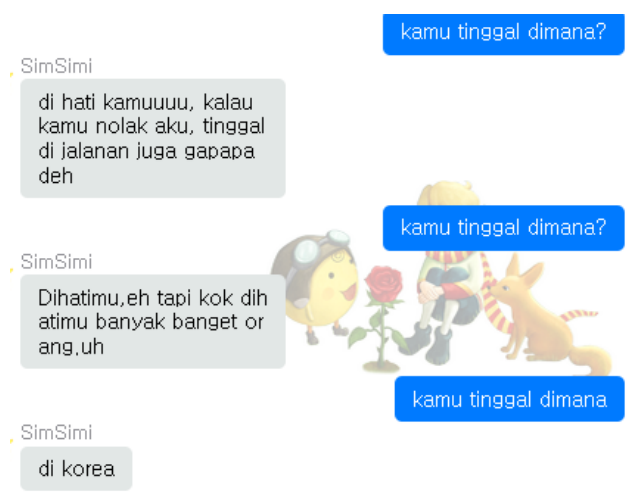 kamu tinggal dimana?
SimSimi
di hati kamuuuu, kalau
kamu nolak aku, tinggal
di jalanan juga gapapa
deh
kamu tinggal dimana?
SimSimi
Dihatimu,eh tapi kok dih
atimu banyak banget or
ang,uh
kamu tinggal dimana
SimSimi
di korea